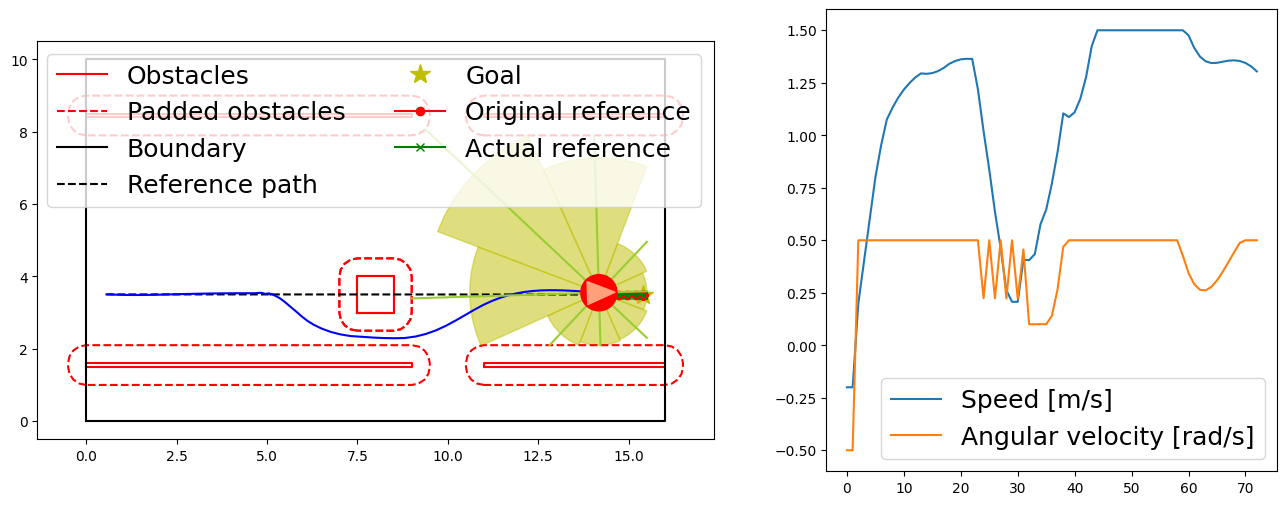 Obstacles
Padded obstacles
Boundary
Reference path
Goal
Original reference
Actual reference
10
8
6
4
2
0
0.0 2.5 5.0 7.5 10.0 12.5 15.0
1.50
1.25
1.00
0.75
0.50
0.25
0.00
−0.25
−0.50
Speed [m/s]
Angular velocity [rad/s]
0 10 20 30 40 50 60 70